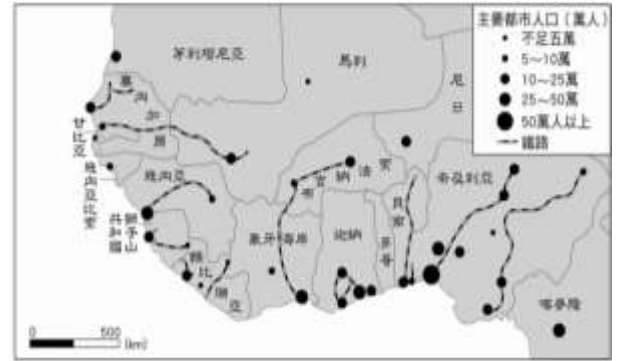 主要都市人口（萬人）
不足五萬
5～10萬
10～25萬
25～50萬
50萬人以上
鐵路
茅利塔尼亞
馬利
尼日
塞內加爾
甘比亞
幾內亞比索
幾內亞
布吉納法索
奈及利亞
貝南
獅子山
共和國
象牙海岸
迦納
多哥
賴比瑞亞
喀麥隆
0 500
(km)